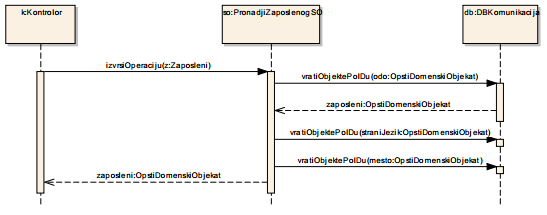 k:Kontrolor
so:PronadjiZaposlenogSO
db:DBKomunikacija
izvrsiOperaciju(z:Zaposleni)
vratiObjektePoIDu(odo:OpstiDomenskiObjekat)
zaposleni:OpstiDomenskiObjekat
vratiObjektePoIDu(straniJezik:OpstiDomenskiObjekat)
vratiObjektePoIDu(mesto:OpstiDomenskiObjekat)
zaposleni:OpstiDomenskiObjekat